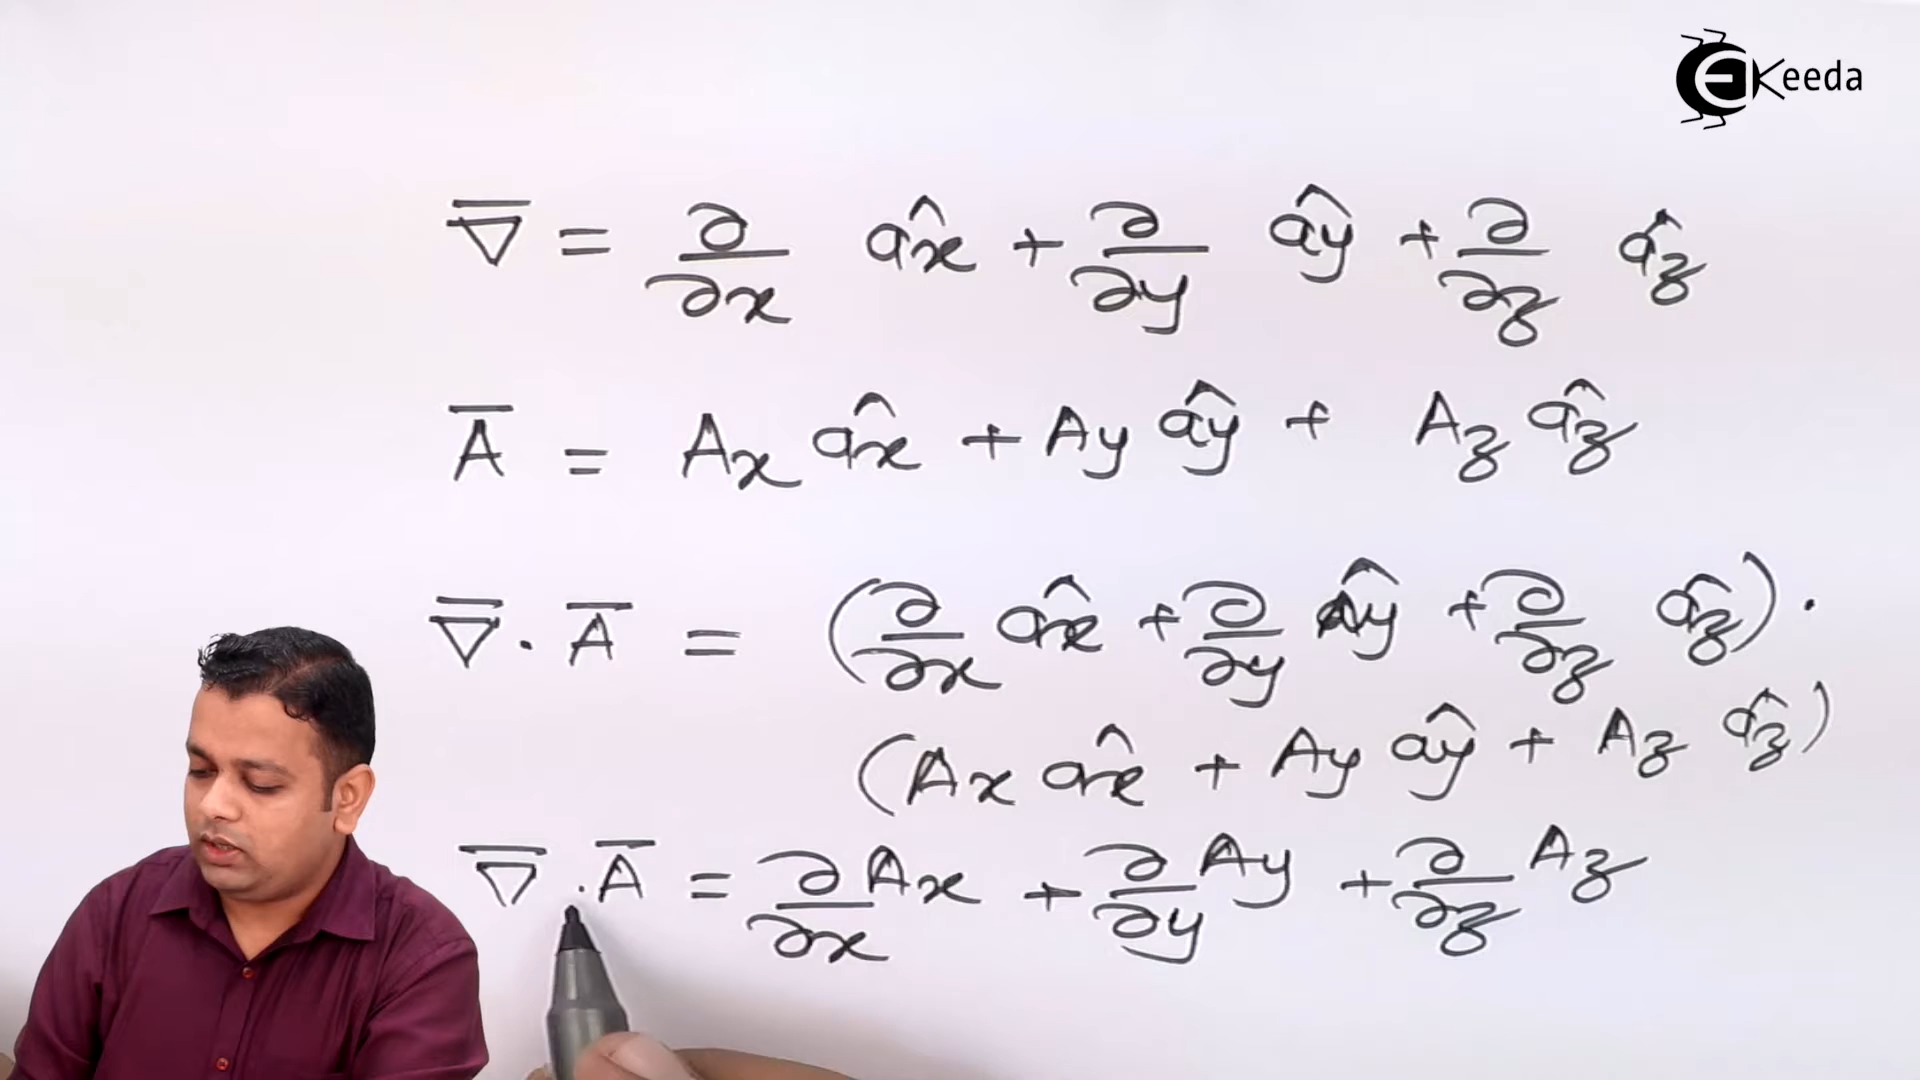 EKeeda
∇̅ = ∂/∂x âx + ∂/∂y ây + ∂/∂z âz
A̅ = Ax âx + Ay ây + Az âz
∇̅ . A̅ = (∂/∂x âx + ∂/∂y ây + ∂/∂z âz) .
(Ax âx + Ay ây + Az âz)
∇̅ . A̅ = ∂/∂x Ax + ∂/∂y Ay + ∂/∂z Az